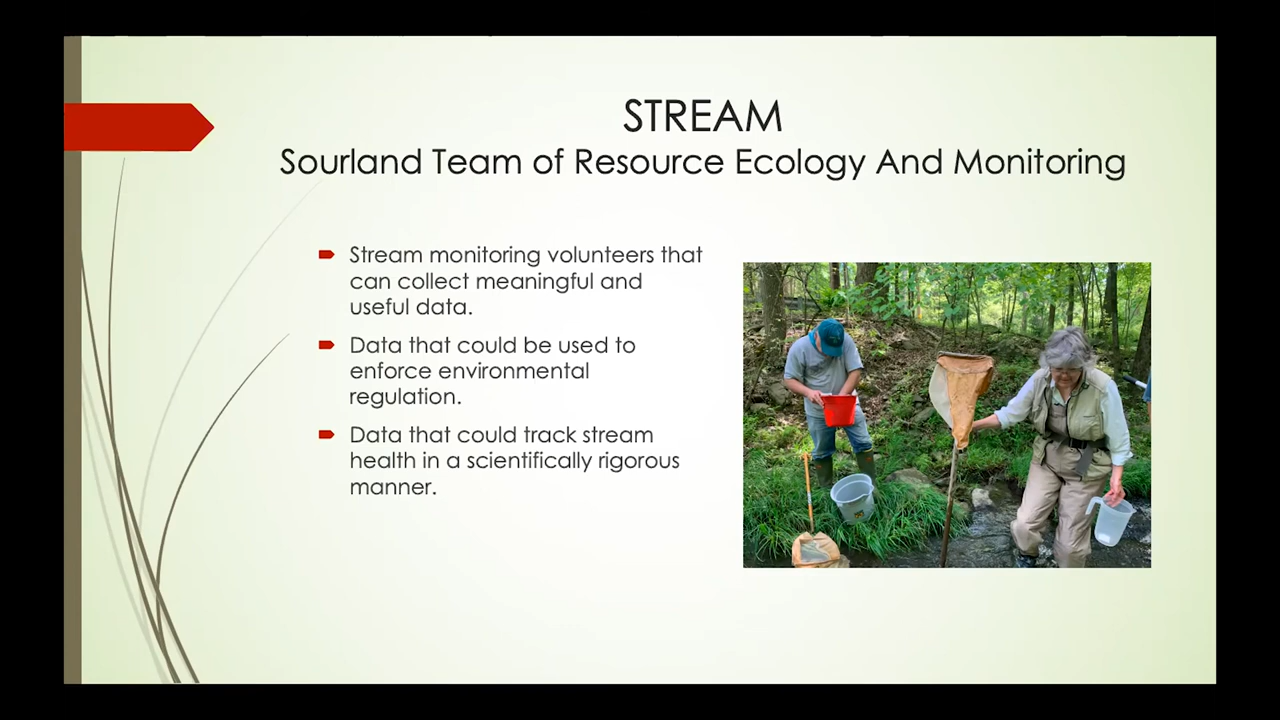 STREAM
Sourland Team of Resource Ecology And Monitoring
Stream monitoring volunteers that
can collect meaningful and
useful data.
Data that could be used to
enforce environmental
regulation.
Data that could track stream
health in a scientifically rigorous
manner.